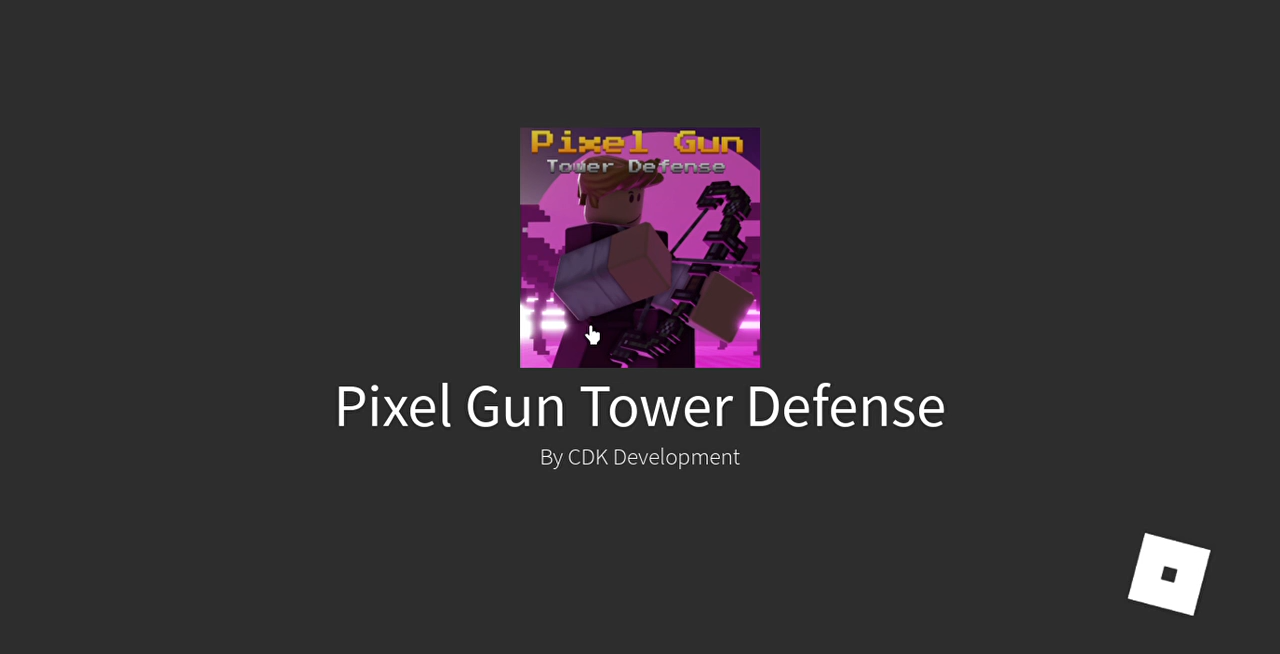 Pixel Gun
Tower Defense
Pixel Gun Tower Defense
By CDK Development